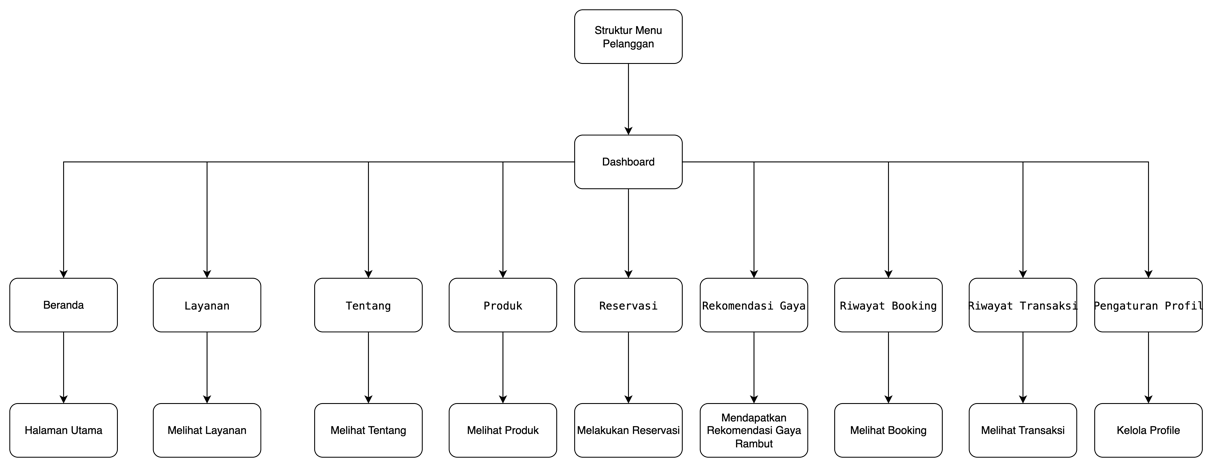 Struktur Menu
Pelanggan
Dashboard
Beranda
Layanan
Tentang
Produk
Reservasi
Rekomendasi Gaya
Riwayat Booking
Riwayat Transaksi
Pengaturan Profil
Halaman Utama
Melihat Layanan
Melihat Tentang
Melihat Produk
Melakukan Reservasi
Mendapatkan
Rekomendasi Gaya
Rambut
Melihat Booking
Melihat Transaksi
Kelola Profile